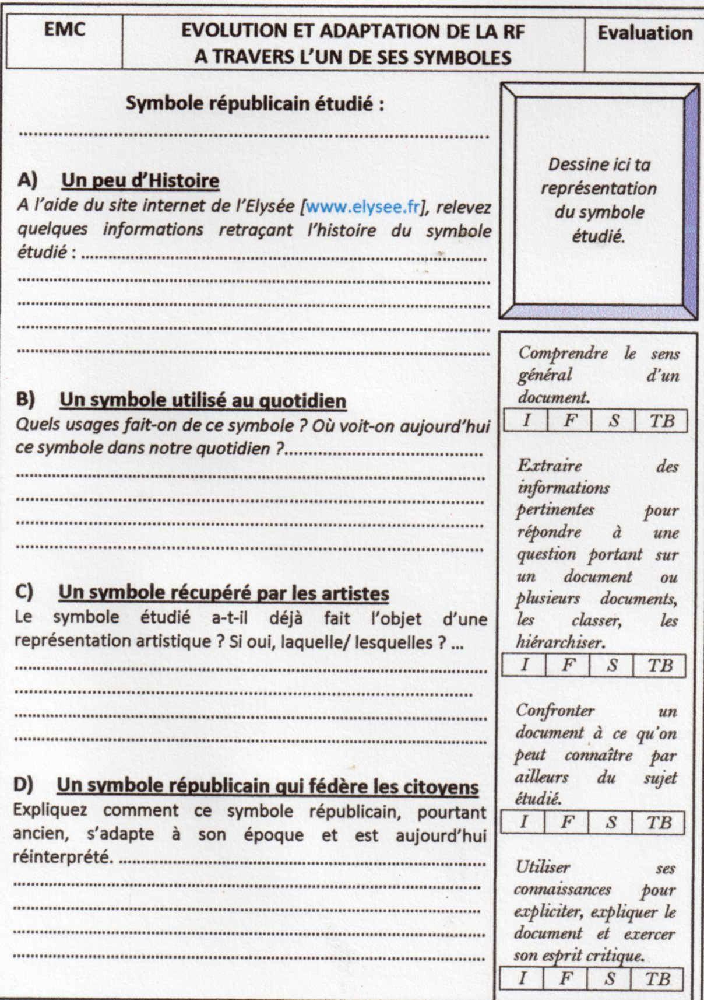 EMC
EVOLUTION ET ADAPTATION DE LA RF
A TRAVERS L'UN DE SES SYMBOLES
Evaluation
Symbole républicain étudié :
................................................................................
A) Un peu d'Histoire
A l'aide du site internet de l'Elysée [www.elysee.fr], relevez
quelques informations retraçant l'histoire du symbole
étudié : ................................................................................
................................................................................
................................................................................
................................................................................
................................................................................
B) Un symbole utilisé au quotidien
Quels usages fait-on de ce symbole ? Où voit-on aujourd'hui
ce symbole dans notre quotidien ?..................................
................................................................................
................................................................................
................................................................................
................................................................................
C) Un symbole récupéré par les artistes
Le symbole étudié a-t-il déjà fait l'objet d'une
représentation artistique ? Si oui, laquelle/ lesquelles ? ...
................................................................................
................................................................................
................................................................................
................................................................................
D) Un symbole républicain qui fédère les citoyens
Expliquez comment ce symbole républicain, pourtant
ancien, s'adapte à son époque et est aujourd'hui
réinterprété. ..............................................................
................................................................................
................................................................................
................................................................................
................................................................................
Dessine ici ta
représentation
du symbole
étudié.
Comprendre le sens
général d'un
document.
I F S TB
Extraire des
informations
pertinentes pour
répondre à une
question portant sur
un document ou
plusieurs documents,
les classer, les
hiérarchiser.
I F S TB
Confronter un
document à ce qu'on
peut connaître par
ailleurs du sujet
étudié.
I F S TB
Utiliser ses
connaissances pour
expliciter, expliquer le
document et exercer
son esprit critique.
I F S TB